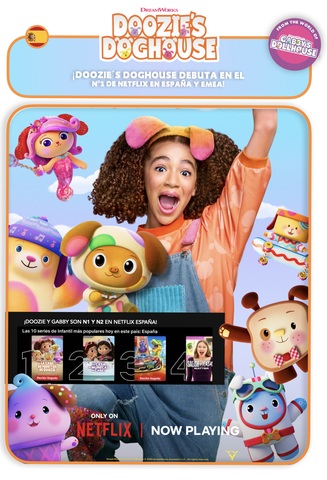 DREAMWORKS
DOOZIE'S
DOGHOUSE
FROM THE WORLD OF
GABBY'S
DOLLHOUSE
¡DOOZIE´S DOGHOUSE DEBUTA EN EL
Nº1 DE NETFLIX EN ESPAÑA Y EMEA!
¡DOOZIE Y GABBY SON N1 Y N2 EN NETFLIX ESPAÑA!
Las 10 series de infantil más populares hoy en este país: España
1 2 3 4
ONLY ON
NETFLIX | NOW PLAYING